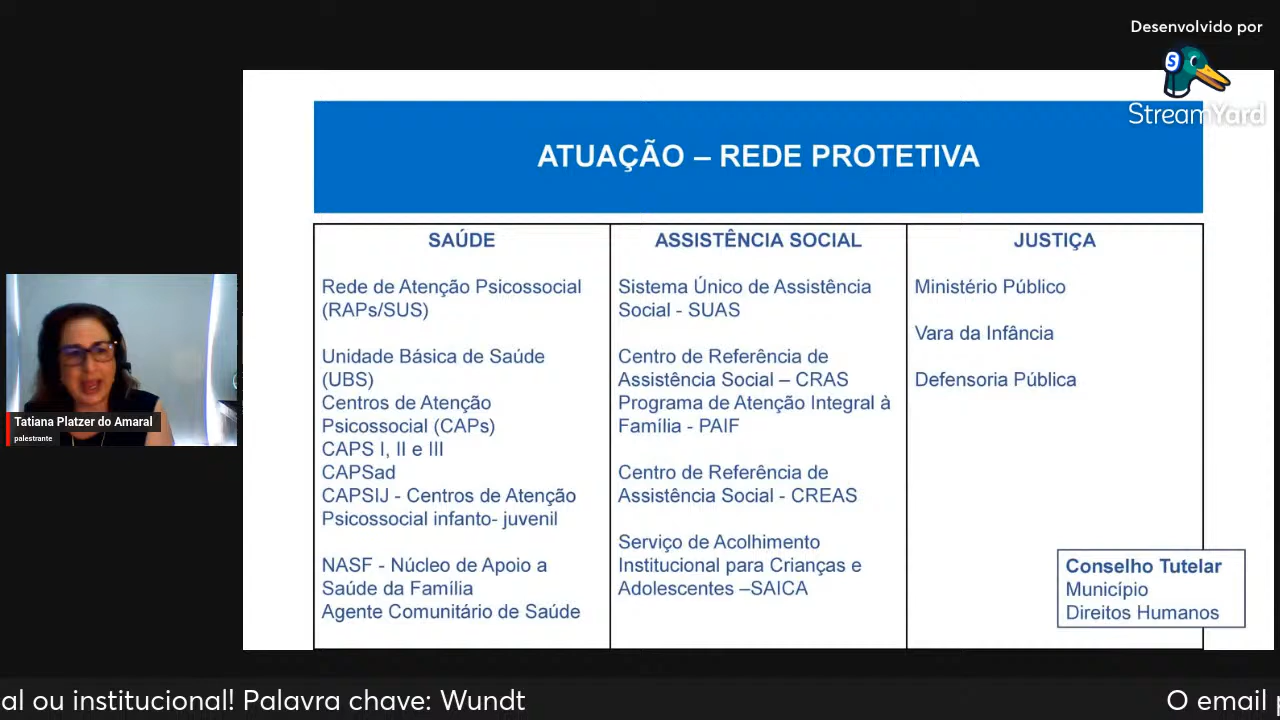 Desenvolvido por
StreamYard
ATUAÇÃO – REDE PROTETIVA
SAÚDE
Rede de Atenção Psicossocial
(RAPs/SUS)
Unidade Básica de Saúde
(UBS)
Centros de Atenção
Psicossocial (CAPs)
CAPS I, II e III
CAPSad
CAPSIJ - Centros de Atenção
Psicossocial infanto- juvenil
NASF - Núcleo de Apoio a
Saúde da Família
Agente Comunitário de Saúde
ASSISTÊNCIA SOCIAL
Sistema Único de Assistência
Social - SUAS
Centro de Referência de
Assistência Social – CRAS
Programa de Atenção Integral à
Família - PAIF
Centro de Referência de
Assistência Social - CREAS
Serviço de Acolhimento
Institucional para Crianças e
Adolescentes –SAICA
JUSTIÇA
Ministério Público
Vara da Infância
Defensoria Pública
Conselho Tutelar
Município
Direitos Humanos
Tatiana Platzer do Amaral
palestrante
al ou institucional! Palavra chave: Wundt
O email